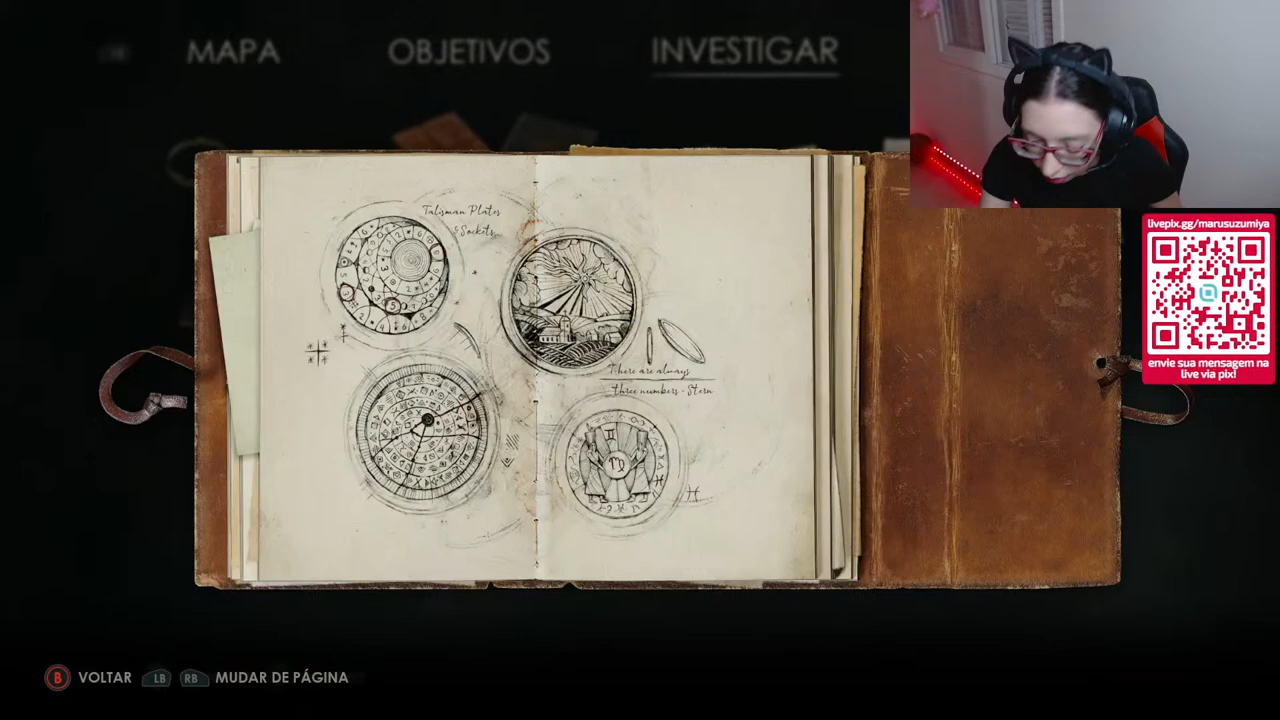 MAPA
OBJETIVOS
INVESTIGAR
Talisman Plates
& Sockets
There are always
three numbers - Stern
livepix.gg/marusuzumiya
envie sua mensagem na
live via pix!
B VOLTAR LB RB MUDAR DE PÁGINA